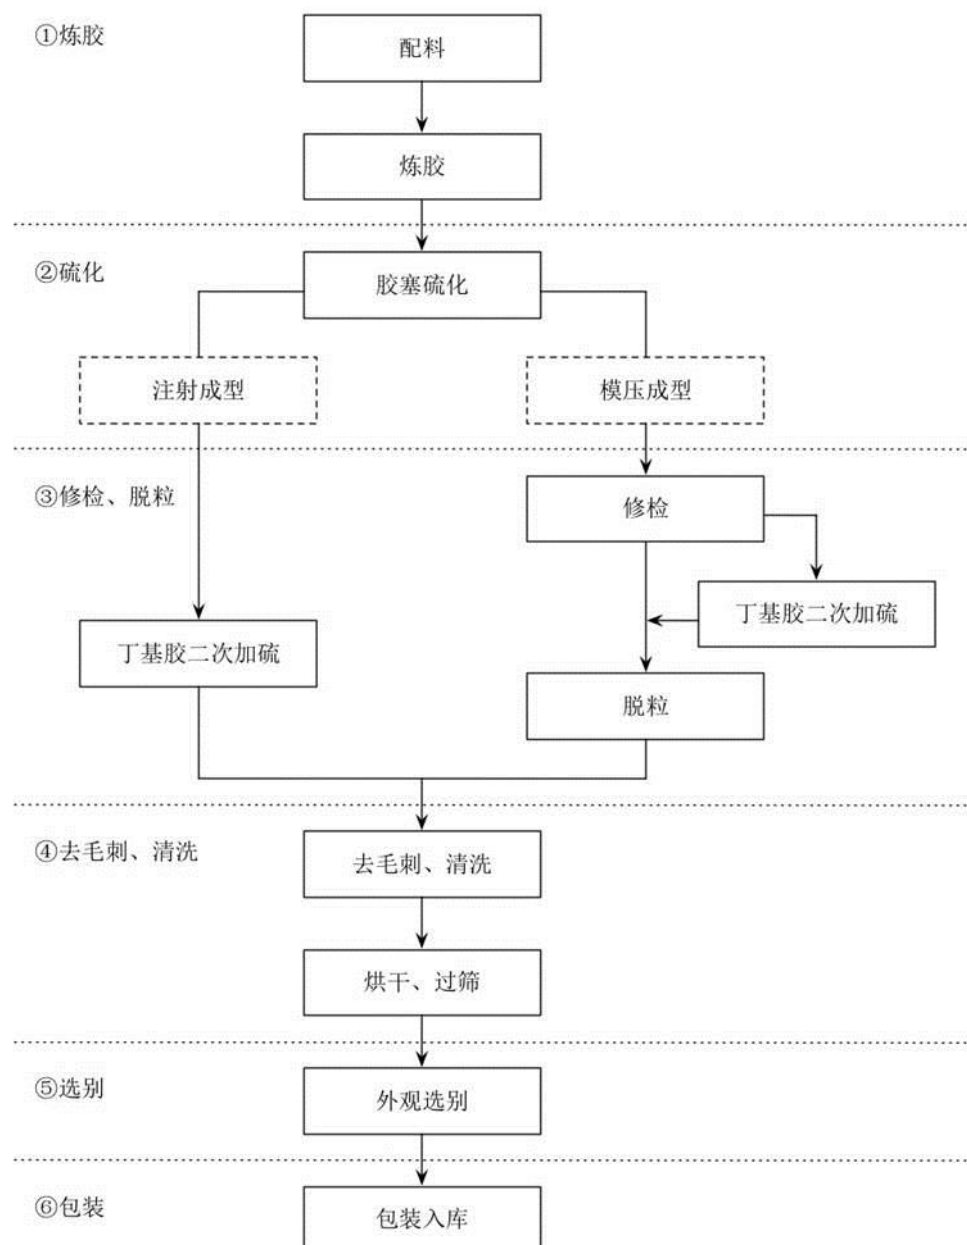 ①炼胶
配料
炼胶
②硫化
胶塞硫化
注射成型
模压成型
③修检、脱粒
修检
丁基胶二次加硫
丁基胶二次加硫
脱粒
④去毛刺、清洗
去毛刺、清洗
烘干、过筛
⑤选别
外观选别
⑥包装
包装入库